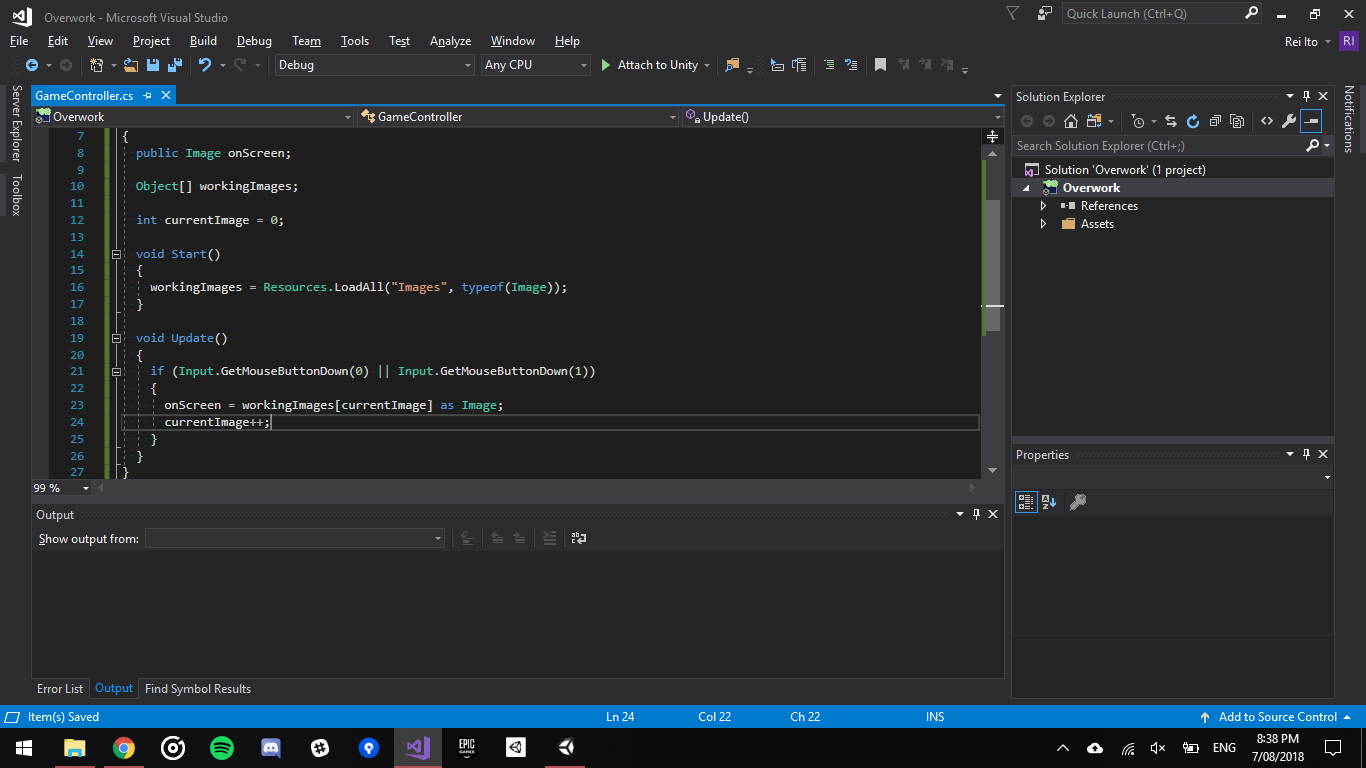 Overwork - Microsoft Visual Studio
Quick Launch (Ctrl+Q)
File Edit View Project Build Debug Team Tools Test Analyze Window Help
Rei Ito RI
Debug Any CPU Attach to Unity
Server Explorer
Toolbox
GameController.cs
Overwork GameController Update()
7 {
8 public Image onScreen;
9
10 Object[] workingImages;
11
12 int currentImage = 0;
13
14 void Start()
15 {
16 workingImages = Resources.LoadAll("Images", typeof(Image));
17 }
18
19 void Update()
20 {
21 if (Input.GetMouseButtonDown(0) || Input.GetMouseButtonDown(1))
22 {
23 onScreen = workingImages[currentImage] as Image;
24 currentImage++;
25 }
26 }
27 }
99 %
Output
Show output from:
Error List Output Find Symbol Results
Solution Explorer
Search Solution Explorer (Ctrl+;)
Solution 'Overwork' (1 project)
Overwork
References
Assets
Properties
Notifications
Item(s) Saved Ln 24 Col 22 Ch 22 INS Add to Source Control
EPIC
GAMES
ENG
8:38 PM
7/08/2018